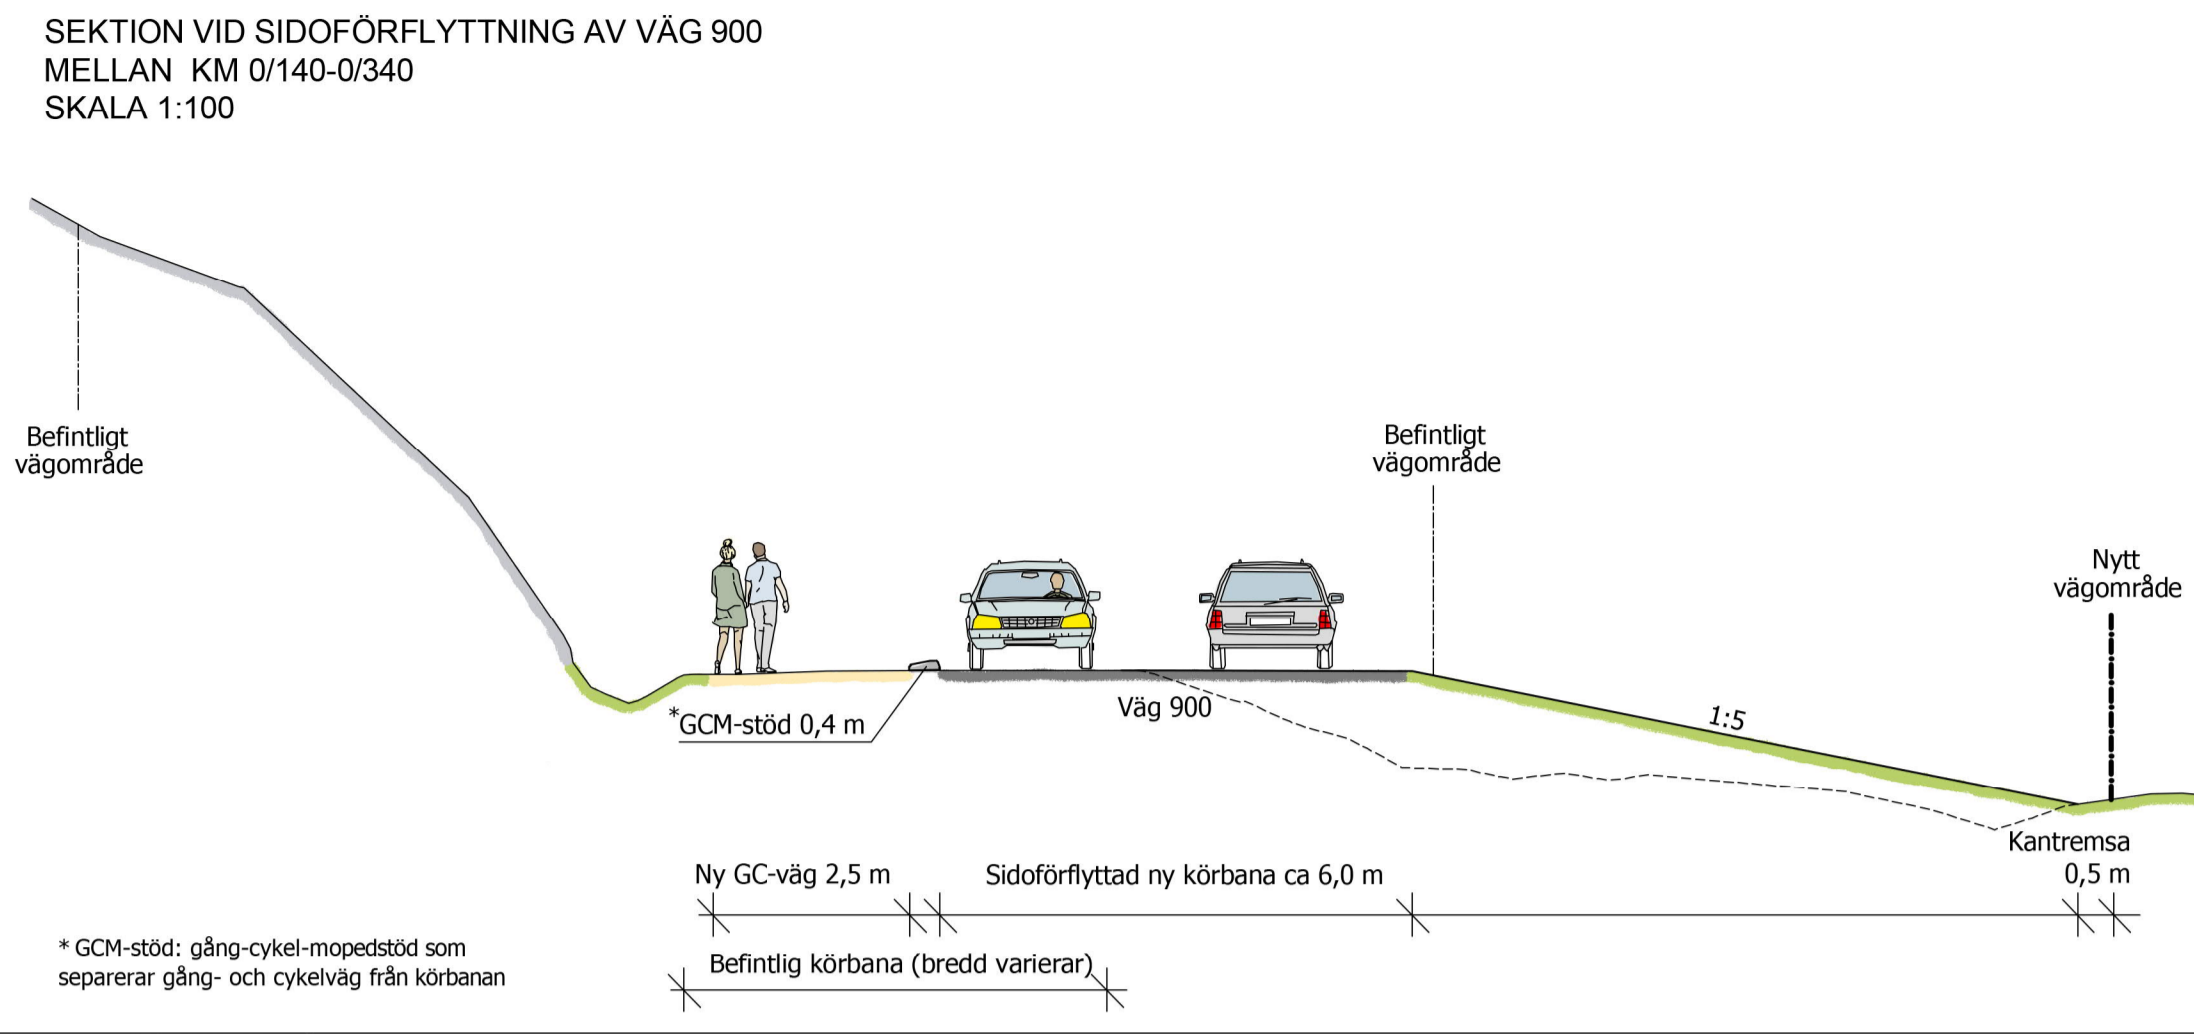 SEKTION VID SIDOFÖRFLYTTNING AV VÄG 900
MELLAN KM 0/140-0/340
SKALA 1:100
Befintligt
vägområde
Befintligt
vägområde
Nytt
vägområde
1:5
Väg 900
*GCM-stöd 0,4 m
Kantremsa
0,5 m
Ny GC-väg 2,5 m
Sidoförflyttad ny körbana ca 6,0 m
Befintlig körbana (bredd varierar)
* GCM-stöd: gång-cykel-mopedstöd som
separerar gång- och cykelväg från körbanan